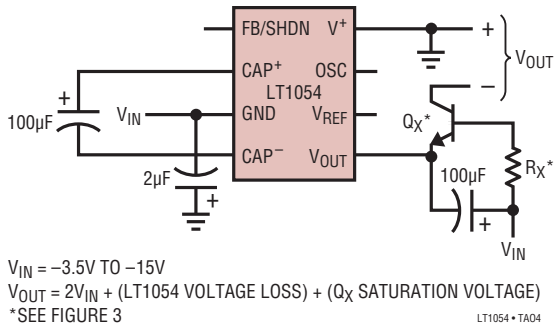 FB/SHDN V+
+
CAP+ OSC
VOUT
LT1054
−
+
100µF
VIN
GND VREF
QX*
CAP− VOUT
100µF
RX*
2µF
+
+
VIN
VIN = −3.5V TO −15V
VOUT = 2VIN + (LT1054 VOLTAGE LOSS) + (QX SATURATION VOLTAGE)
*SEE FIGURE 3
LT1054 • TA04